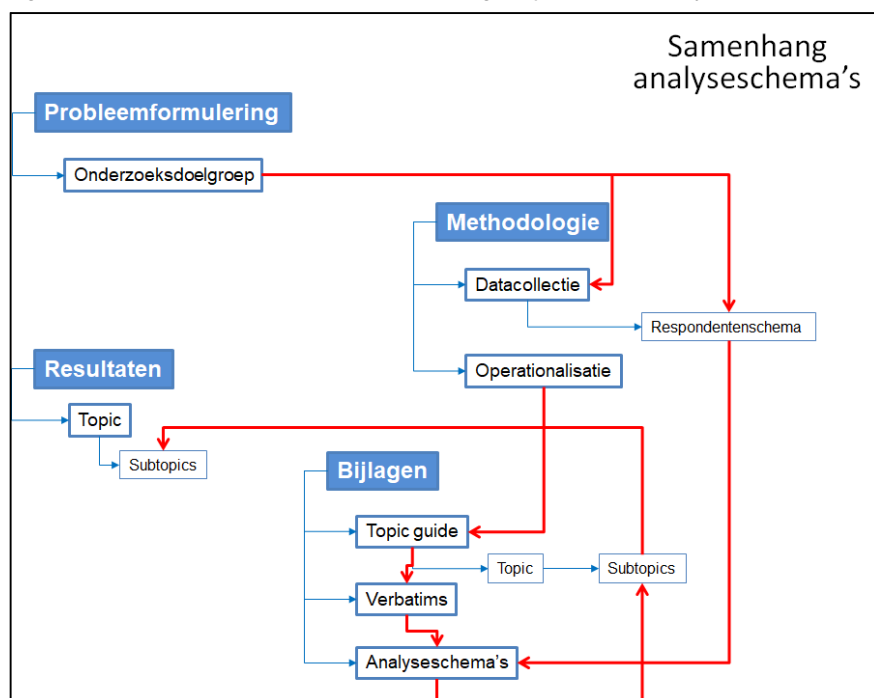 Samenhang
analyseschema's
Probleemformulering
Onderzoeksdoelgroep
Methodologie
Datacollectie
Respondentenschema
Resultaten
Operationalisatie
Topic
Subtopics
Bijlagen
Topic guide
Topic
Subtopics
Verbatims
Analyseschema's